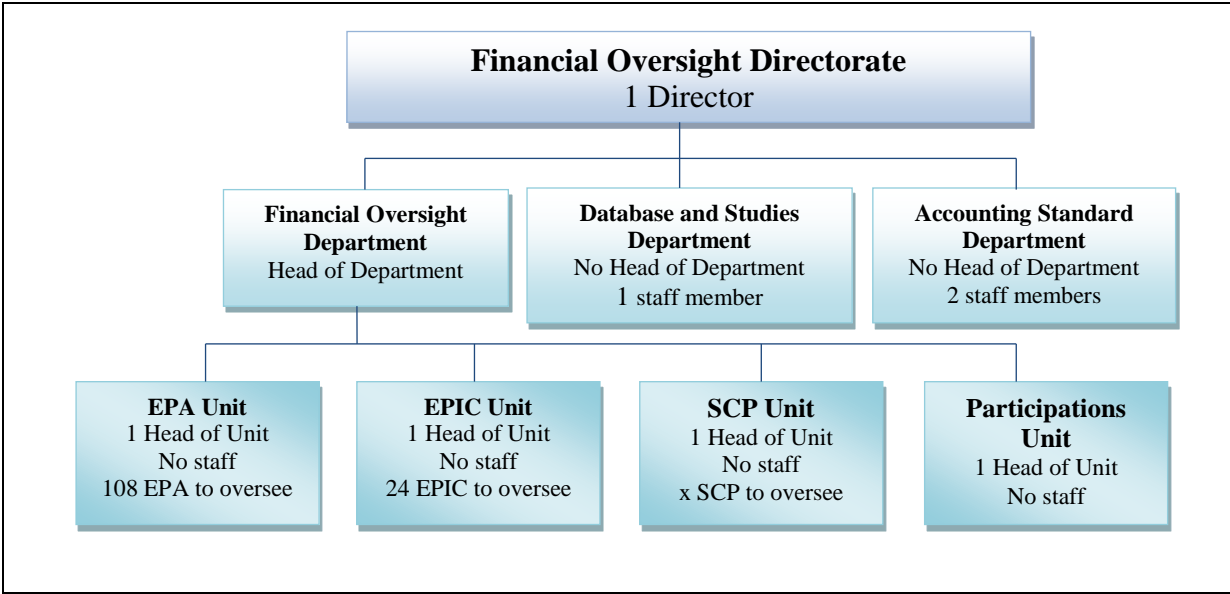 Financial Oversight Directorate
1 Director
Financial Oversight
Department
Head of Department
Database and Studies
Department
No Head of Department
1 staff member
Accounting Standard
Department
No Head of Department
2 staff members
EPA Unit
1 Head of Unit
No staff
108 EPA to oversee
EPIC Unit
1 Head of Unit
No staff
24 EPIC to oversee
SCP Unit
1 Head of Unit
No staff
x SCP to oversee
Participations
Unit
1 Head of Unit
No staff